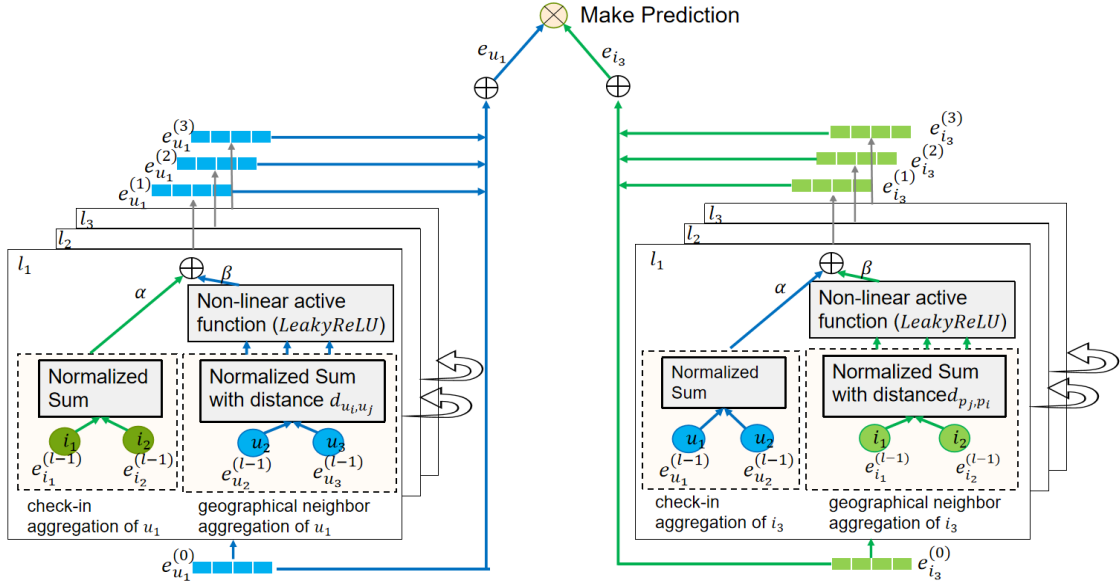 Make Prediction
e_{u_1}
e_{i_3}
e_{u_1}^{(3)}
e_{u_1}^{(2)}
e_{u_1}^{(1)}
l_3
l_2
l_1
α
β
Non-linear active
function (LeakyReLU)
Normalized
Sum
Normalized Sum
with distance d_{u_i,u_j}
i_1
i_2
u_2
u_3
e_{i_1}^{(l-1)}
e_{i_2}^{(l-1)}
e_{u_2}^{(l-1)}
e_{u_3}^{(l-1)}
check-in
aggregation of u_1
geographical neighbor
aggregation of u_1
e_{u_1}^{(0)}
e_{i_3}^{(3)}
e_{i_3}^{(2)}
e_{i_3}^{(1)}
l_3
l_2
l_1
α
β
Non-linear active
function (LeakyReLU)
Normalized
Sum
Normalized Sum
with distanced_{p_j,p_i}
u_1
u_2
i_1
i_2
e_{u_1}^{(l-1)}
e_{u_2}^{(l-1)}
e_{i_1}^{(l-1)}
e_{i_2}^{(l-1)}
check-in
aggregation of i_3
geographical neighbor
aggregation of i_3
e_{i_3}^{(0)}